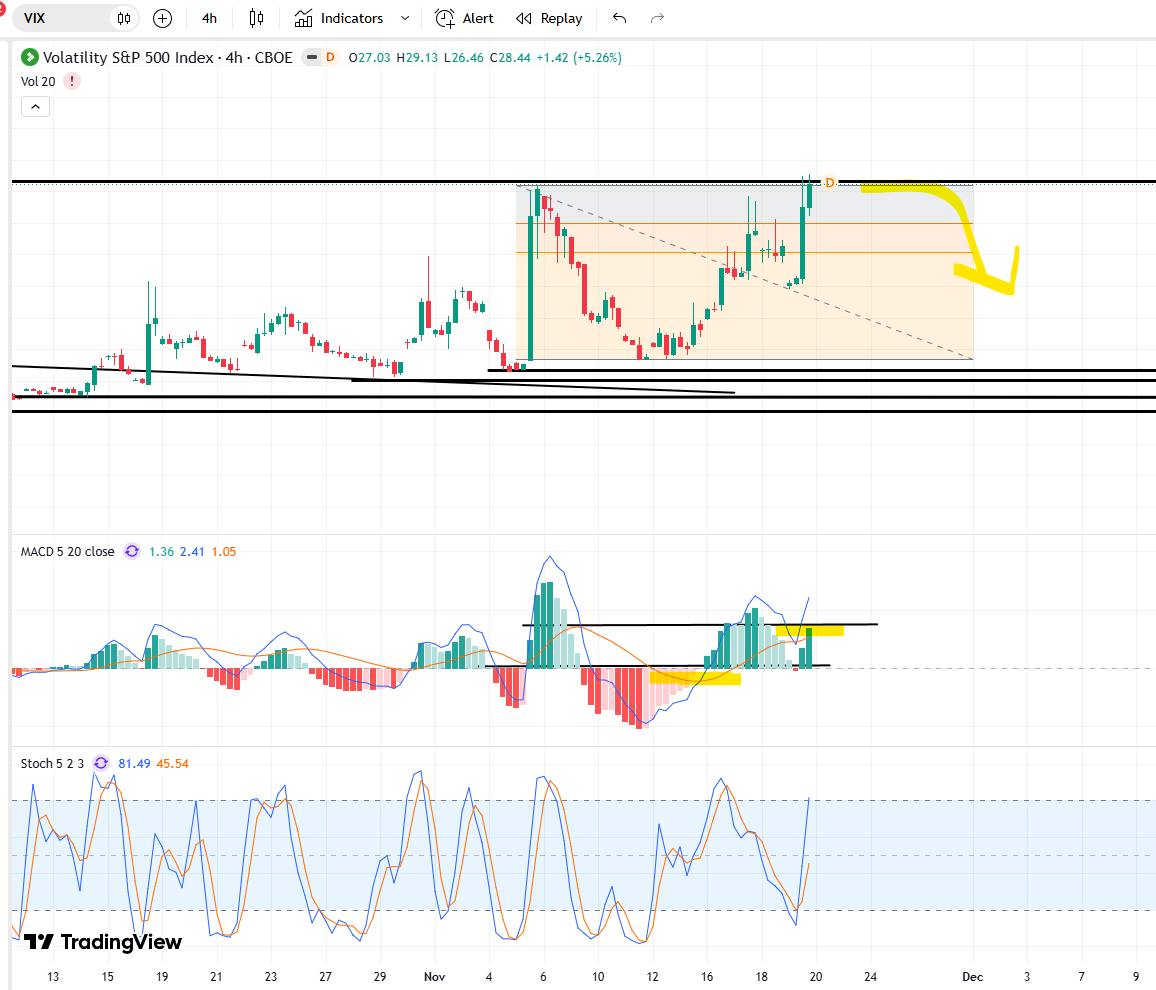 2
VIX
4h
Indicators
Alert
Replay
Volatility S&P 500 Index · 4h · CBOE D O27.03 H29.13 L26.46 C28.44 +1.42 (+5.26%)
Vol 20 !
D
MACD 5 20 close 1.36 2.41 1.05
Stoch 5 2 3 81.49 45.54
TradingView
13 15 19 21 23 27 29 Nov 4 6 10 12 16 18 20 24 Dec 3 7 9